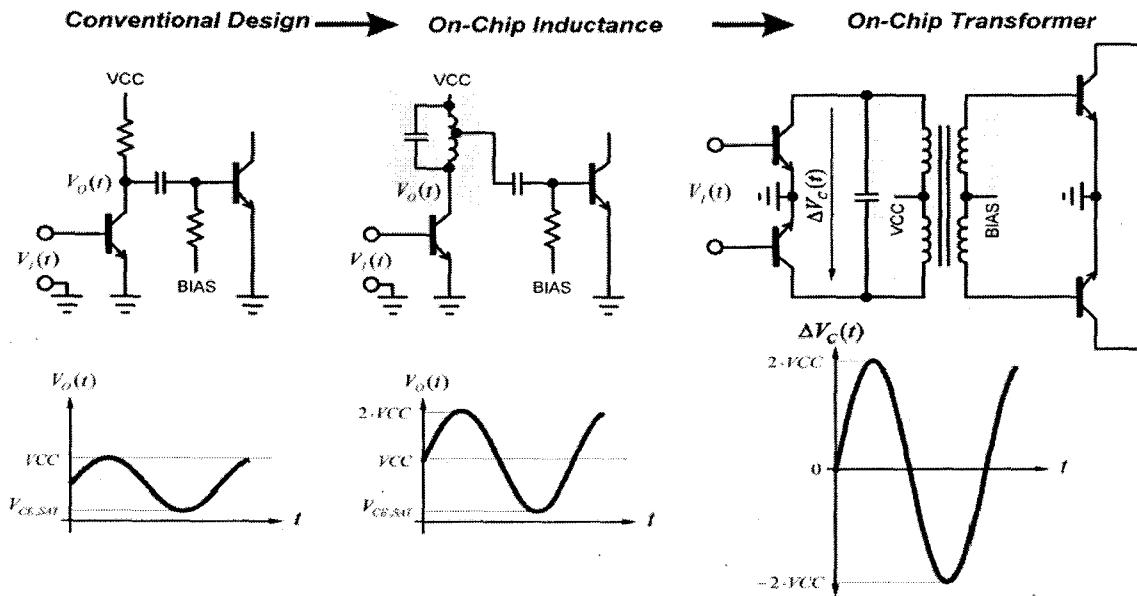 Conventional Design
On-Chip Inductance
On-Chip Transformer
VCC
V_O(t)
V_i(t)
BIAS
VCC
V_O(t)
V_i(t)
BIAS
V_I(t)
ΔV_C(t)
VCC
BIAS
V_O(t)
VCC
V_CE,SAT
t
V_O(t)
2·VCC
VCC
V_CE,SAT
t
ΔV_C(t)
2·VCC
0
t
-2·VCC